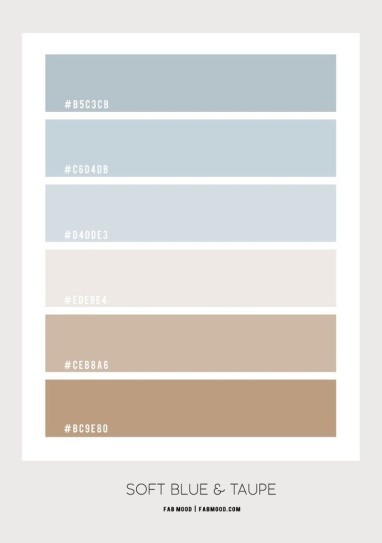 #B5C3CB
#C6D4DB
#D4DDE3
#EDE9E4
#CEB8A6
#BC9E80
SOFT BLUE & TAUPE
FAB MOOD | FABMOOD.COM